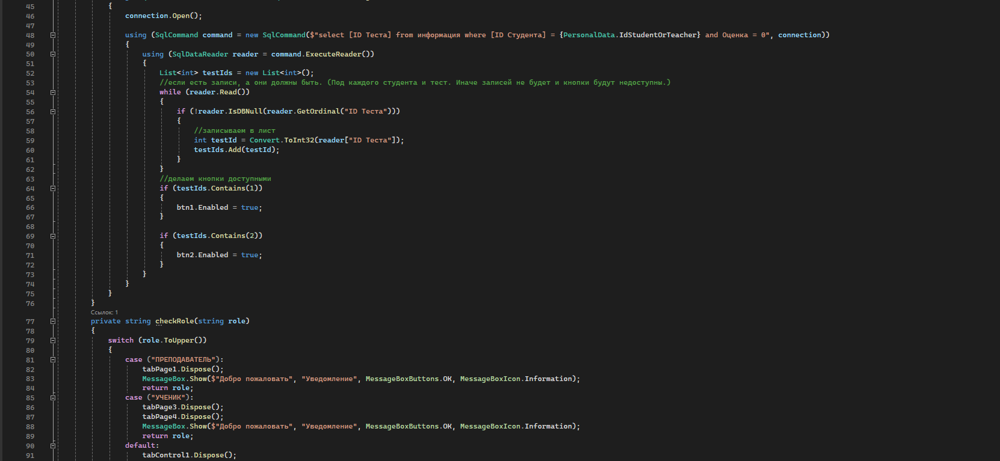 45 {
46 connection.Open();
47
48 using (SqlCommand command = new SqlCommand($"select [ID Теста] from информация where [ID Студента] = {PersonalData.IdStudentOrTeacher} and Оценка = 0", connection))
49 {
50 using (SqlDataReader reader = command.ExecuteReader())
51 {
52 List<int> testIds = new List<int>();
53 //если есть записи, а они должны быть. (Под каждого студента и тест. Иначе записей не будет и кнопки будут недоступны.)
54 while (reader.Read())
55 {
56 if (!reader.IsDBNull(reader.GetOrdinal("ID Теста")))
57 {
58 //записываем в лист
59 int testId = Convert.ToInt32(reader["ID Теста"]);
60 testIds.Add(testId);
61 }
62 }
63 //делаем кнопки доступными
64 if (testIds.Contains(1))
65 {
66 btn1.Enabled = true;
67 }
68
69 if (testIds.Contains(2))
70 {
71 btn2.Enabled = true;
72 }
73 }
74 }
75 }
76 }
Ссылок: 1
77 private string checkRole(string role)
78 {
79 switch (role.ToUpper())
80 {
81 case ("ПРЕПОДАВАТЕЛЬ"):
82 tabPage1.Dispose();
83 MessageBox.Show($"Добро пожаловать", "Уведомление", MessageBoxButtons.OK, MessageBoxIcon.Information);
84 return role;
85 case ("УЧЕНИК"):
86 tabPage3.Dispose();
87 tabPage4.Dispose();
88 MessageBox.Show($"Добро пожаловать", "Уведомление", MessageBoxButtons.OK, MessageBoxIcon.Information);
89 return role;
90 default:
91 tabControl1.Dispose();